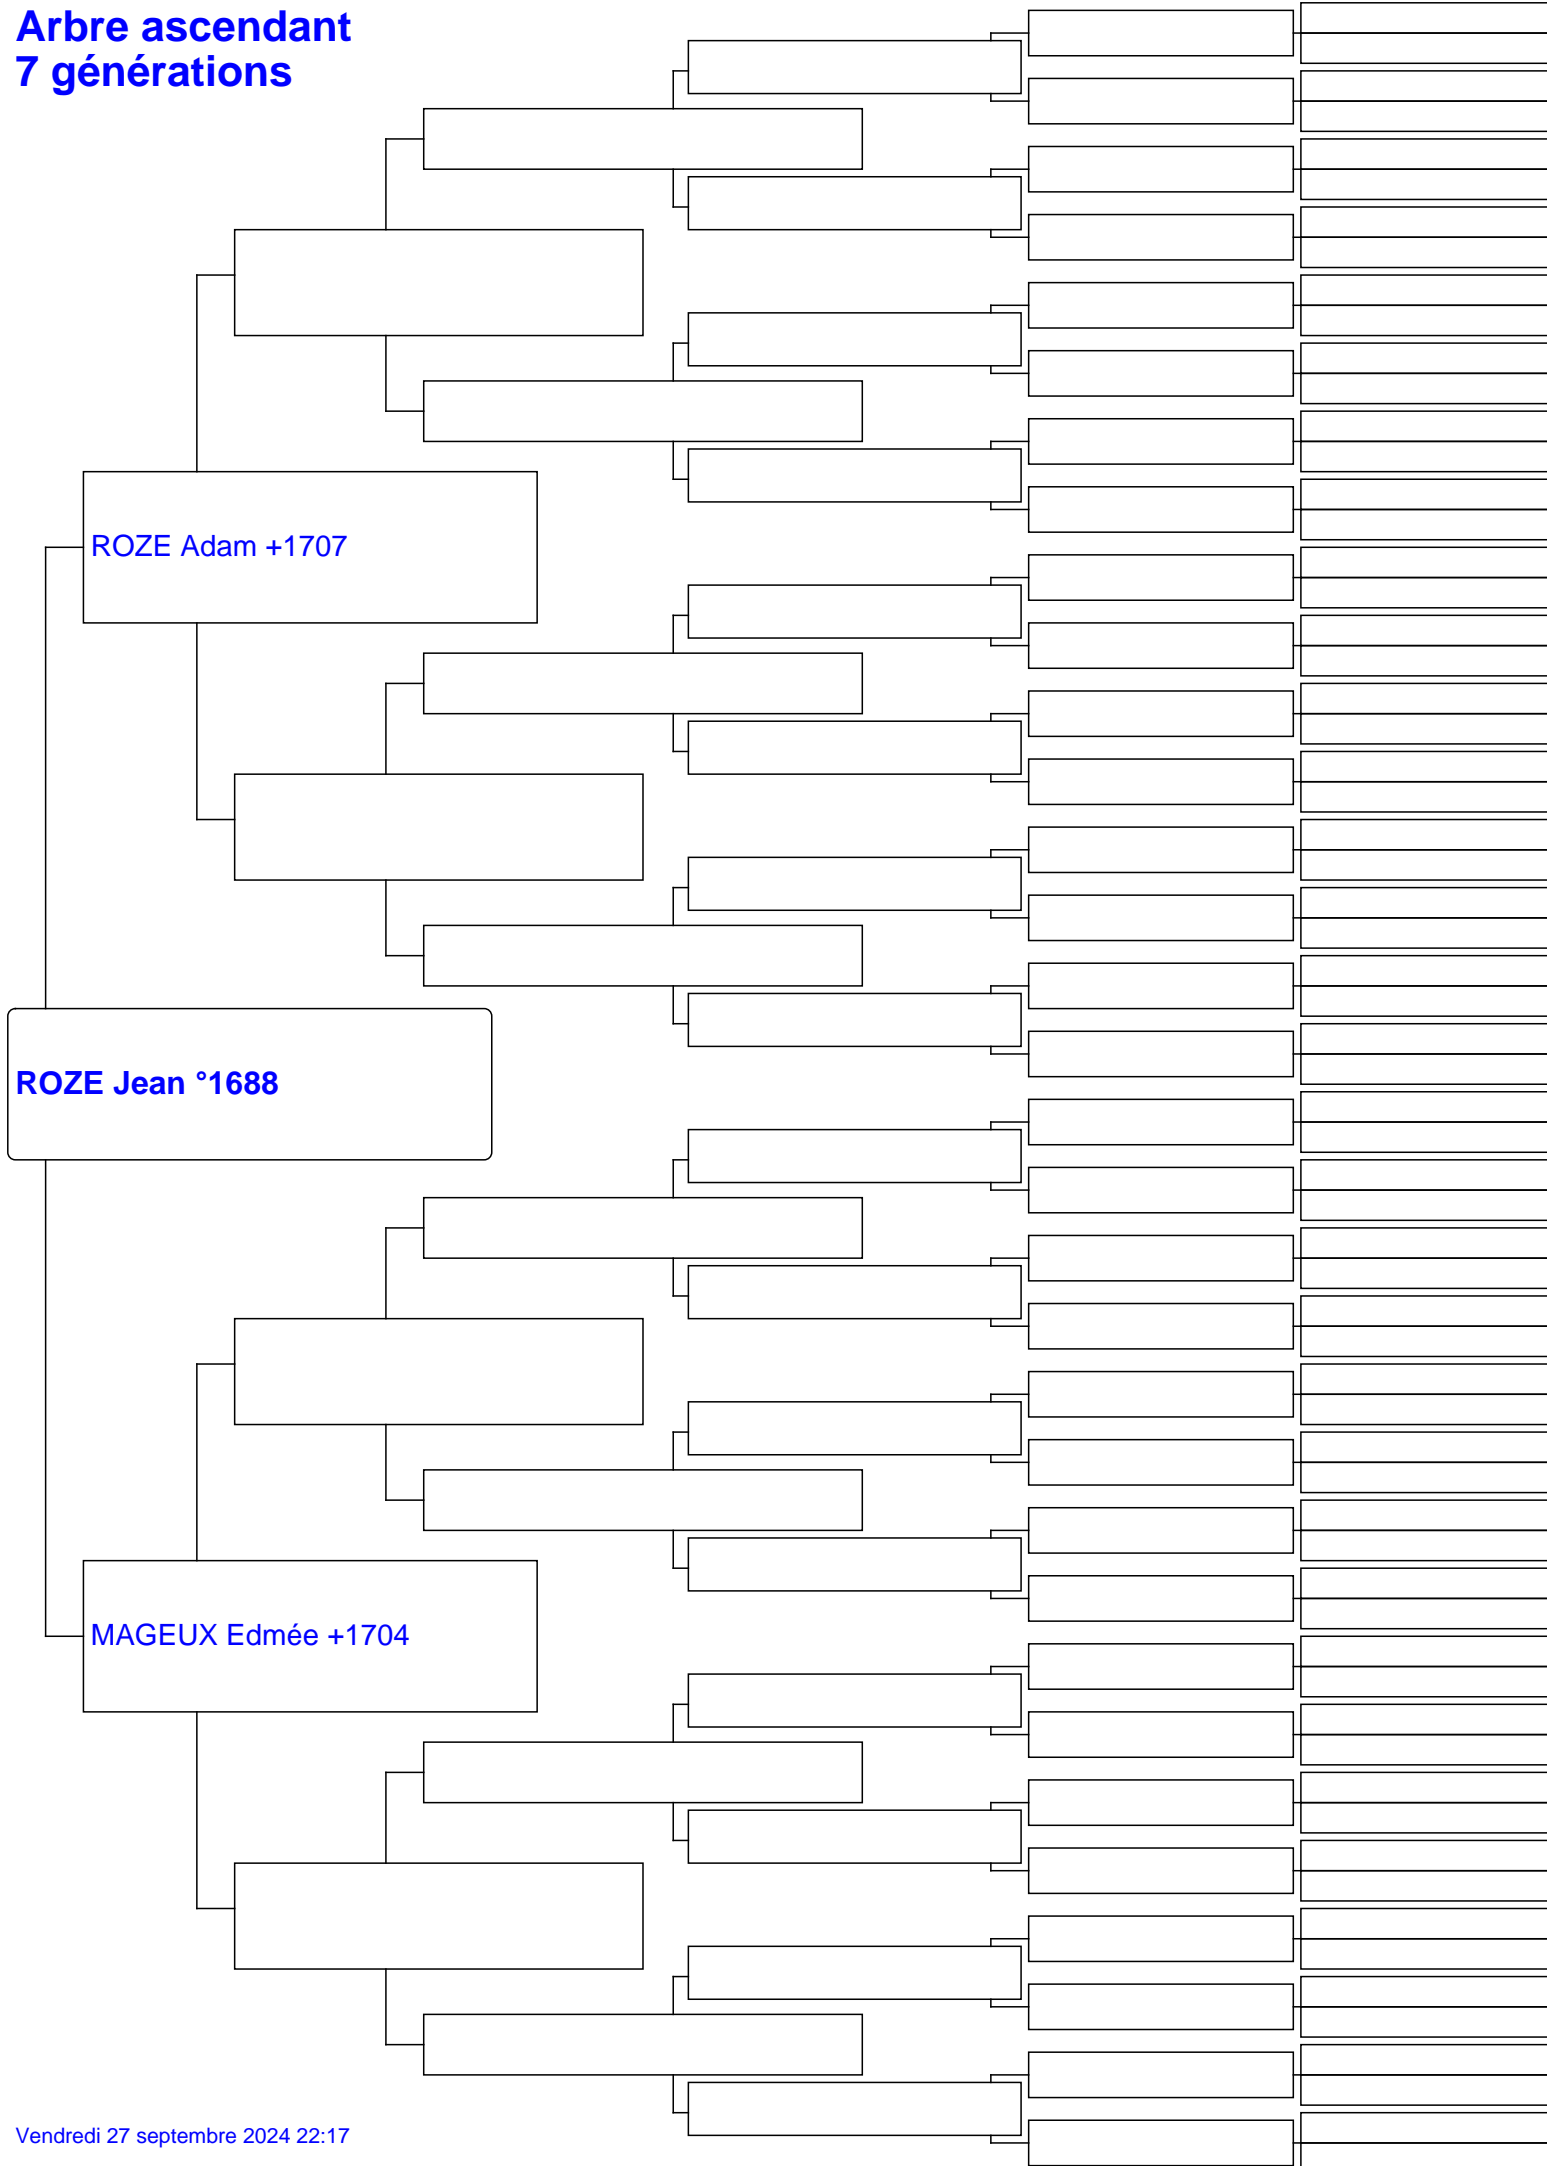 Arbre ascendant
7 générations
ROZE Adam +1707
ROZE Jean °1688
MAGEUX Edmée +1704
Vendredi 27 septembre 2024 22:17